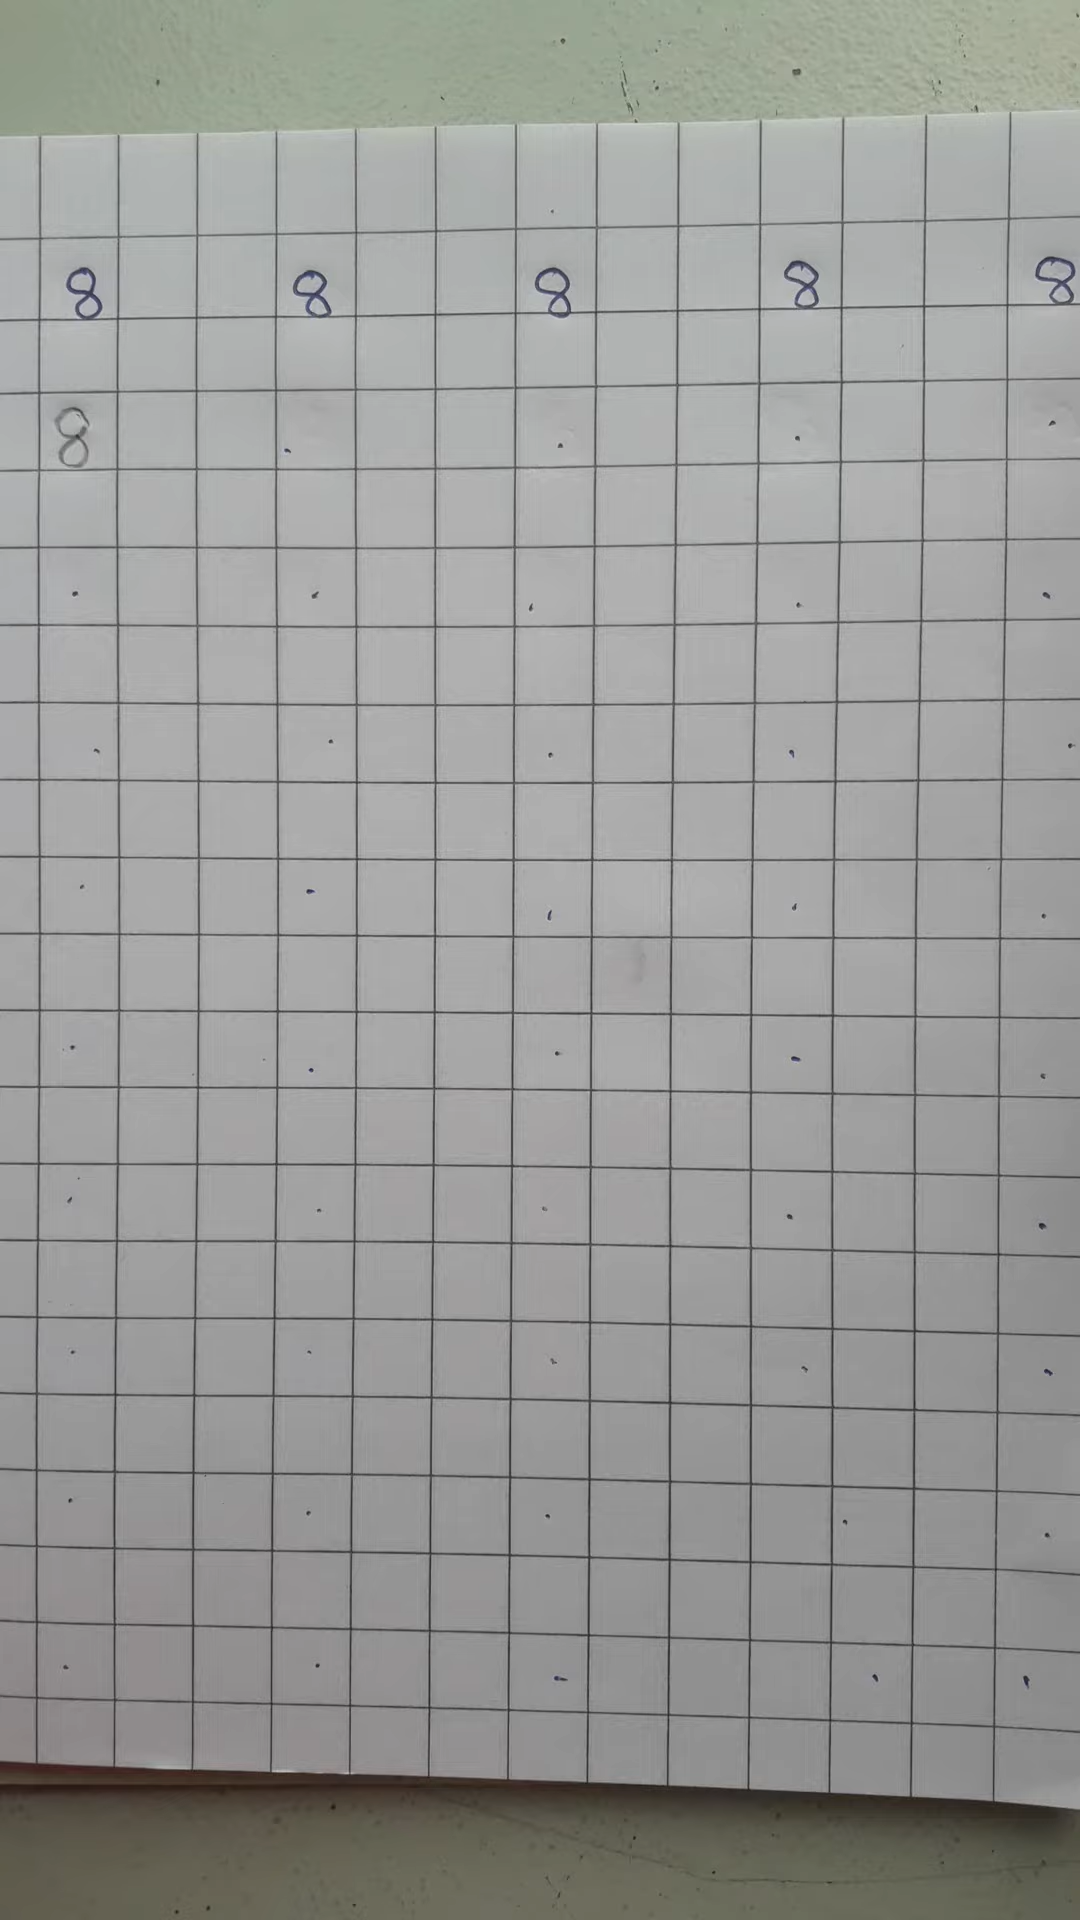 8 8 8 8 8
8 . . . .
. . . . .
. . . . .
. . . . .
. . . . .
. . . . .
. . . . .
. . . . .
. . . . .